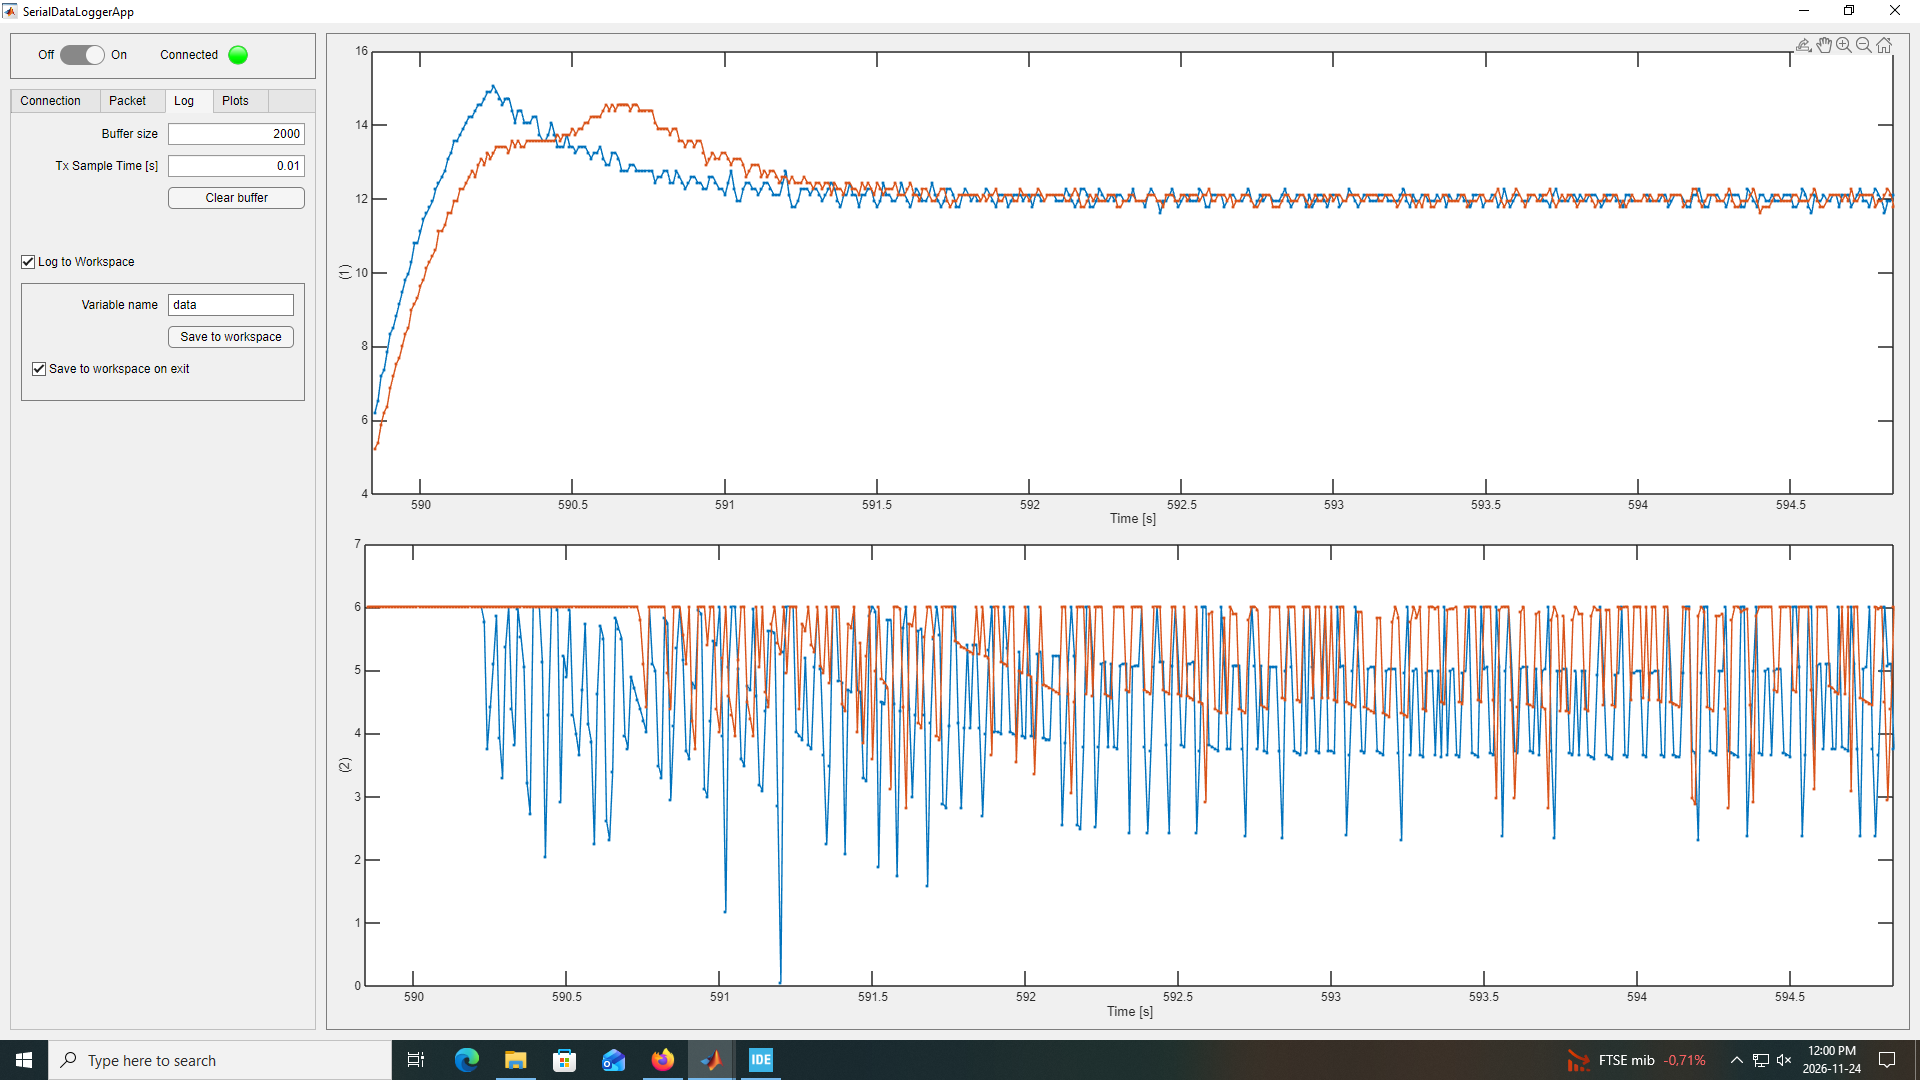 SerialDataLoggerApp
Off On Connected
Connection Packet Log Plots
Buffer size 2000
Tx Sample Time [s] 0.01
Clear buffer
Log to Workspace
Variable name data
Save to workspace
Save to workspace on exit
16
14
12
10
8
6
4
(1)
590 590.5 591 591.5 592 592.5 593 593.5 594 594.5
Time [s]
7
6
5
4
3
2
1
0
(2)
590 590.5 591 591.5 592 592.5 593 593.5 594 594.5
Time [s]
Type here to search
IDE
FTSE mib -0,71%
12:00 PM
2026-11-24